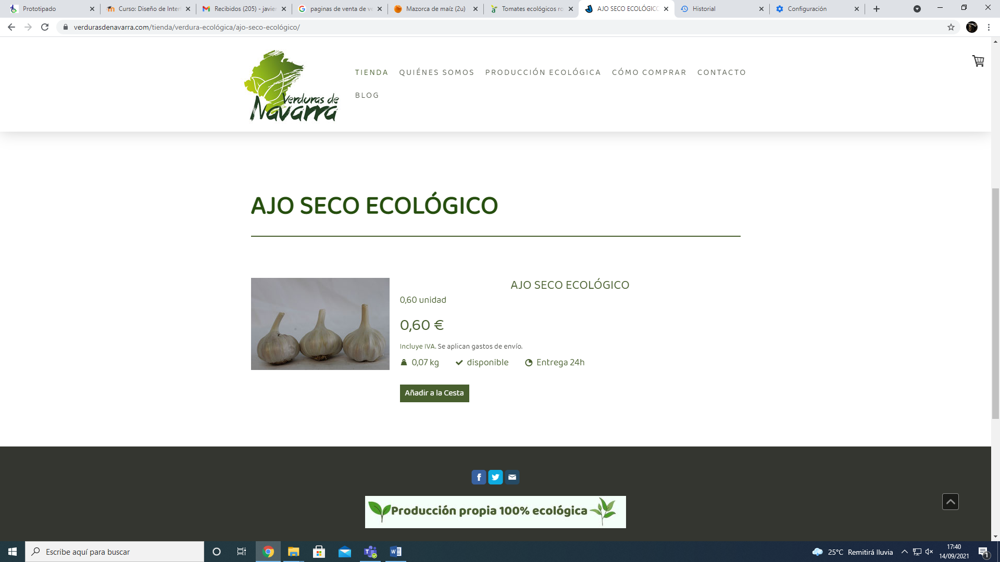 Prototipado
Curso: Diseño de Inter
Recibidos (205) - javier
paginas de venta de ve
Mazorca de maíz (2u)
Tomates ecológicos ro
AJO SECO ECOLÓGICO
Historial
Configuración
verdurasdenavarra.com/tienda/verdura-ecológica/ajo-seco-ecológico/
Verduras de
Navarra
TIENDA QUIÉNES SOMOS PRODUCCIÓN ECOLÓGICA CÓMO COMPRAR CONTACTO
BLOG
AJO SECO ECOLÓGICO
AJO SECO ECOLÓGICO
0,60 unidad
0,60 €
Incluye IVA. Se aplican gastos de envío.
0,07 kg disponible Entrega 24h
Añadir a la Cesta
Producción propia 100% ecológica
Escribe aquí para buscar
25°C Remitirá lluvia
17:40
14/09/2021
1